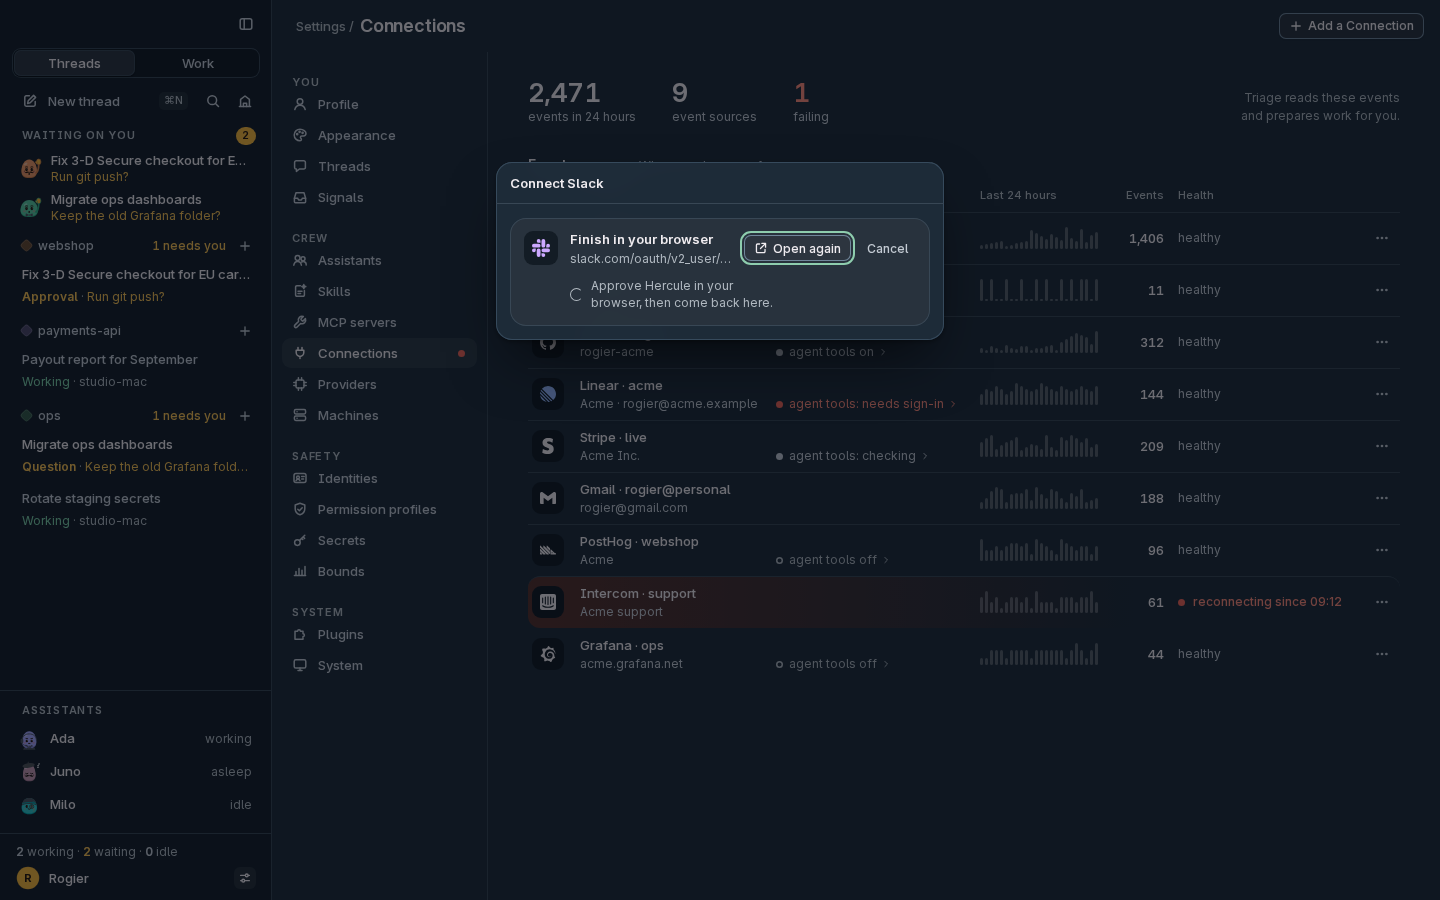 Threads
Work
New thread
⌘N
WAITING ON YOU
2
Fix 3-D Secure checkout for E…
Run git push?
Migrate ops dashboards
Keep the old Grafana folder?
webshop
1 needs you
Fix 3-D Secure checkout for EU car…
Approval · Run git push?
payments-api
Payout report for September
Working · studio-mac
ops
1 needs you
Migrate ops dashboards
Question · Keep the old Grafana fold…
Rotate staging secrets
Working · studio-mac
ASSISTANTS
Ada
working
Juno
asleep
Milo
idle
2 working · 2 waiting · 0 idle
R
Rogier
Settings / Connections
Add a Connection
YOU
Profile
Appearance
Threads
Signals
CREW
Assistants
Skills
MCP servers
Connections
Providers
Machines
SAFETY
Identities
Permission profiles
Secrets
Bounds
SYSTEM
Plugins
System
2,471
events in 24 hours
9
event sources
1
failing
Triage reads these events
and prepares work for you.
Connect Slack
Finish in your browser
slack.com/oauth/v2_user/…
Open again
Cancel
Approve Hercule in your
browser, then come back here.
Last 24 hours
Events
Health
1,406
healthy
11
healthy
rogier-acme
agent tools on
312
healthy
Linear · acme
Acme · rogier@acme.example
agent tools: needs sign-in
144
healthy
Stripe · live
Acme Inc.
agent tools: checking
209
healthy
Gmail · rogier@personal
rogier@gmail.com
188
healthy
PostHog · webshop
Acme
agent tools off
96
healthy
Intercom · support
Acme support
61
reconnecting since 09:12
Grafana · ops
acme.grafana.net
agent tools off
44
healthy